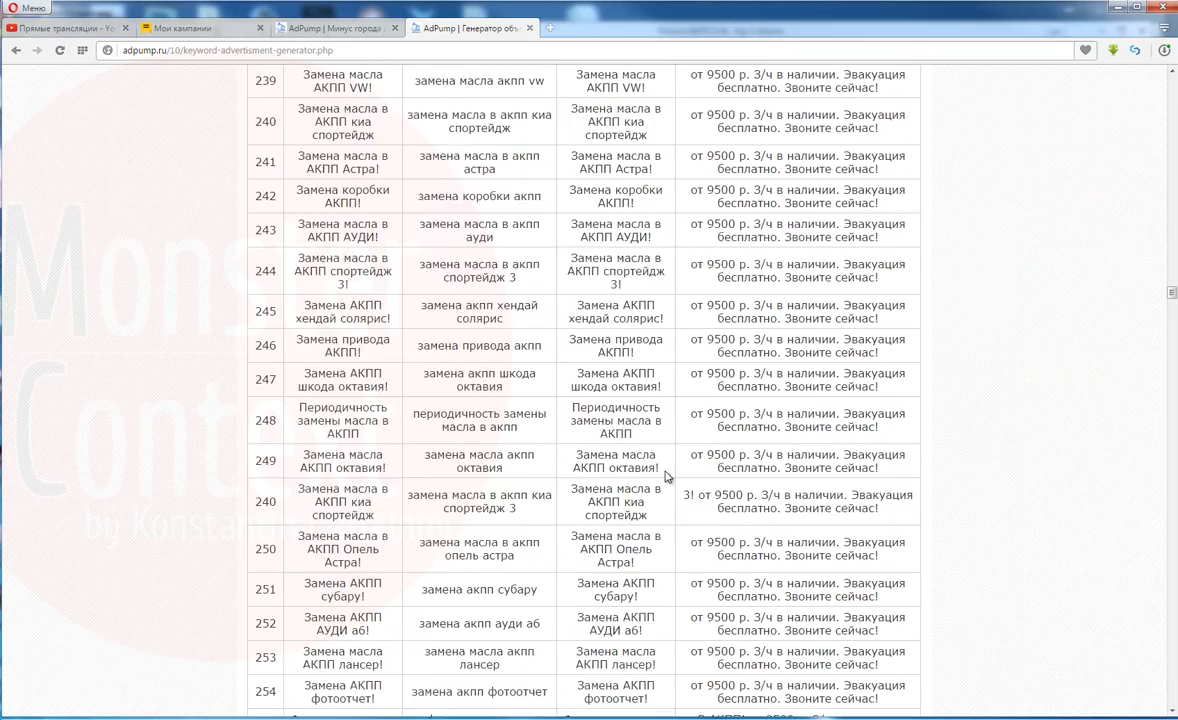 Меню
Прямые трансляции - Yo
Мои кампании
AdPump | Минус города
AdPump | Генератор объ
adpump.ru/10/keyword-advertisment-generator.php
239 Замена масла АКПП VW! замена масла акпп vw Замена масла АКПП VW! от 9500 р. З/ч в наличии. Эвакуация бесплатно. Звоните сейчас!
240 Замена масла в АКПП киа спортейдж замена масла в акпп киа спортейдж Замена масла в АКПП киа спортейдж от 9500 р. З/ч в наличии. Эвакуация бесплатно. Звоните сейчас!
241 Замена масла в АКПП Астра! замена масла в акпп астра Замена масла в АКПП Астра! от 9500 р. З/ч в наличии. Эвакуация бесплатно. Звоните сейчас!
242 Замена коробки АКПП! замена коробки акпп Замена коробки АКПП! от 9500 р. З/ч в наличии. Эвакуация бесплатно. Звоните сейчас!
243 Замена масла в АКПП АУДИ! замена масла в акпп ауди Замена масла в АКПП АУДИ! от 9500 р. З/ч в наличии. Эвакуация бесплатно. Звоните сейчас!
244 Замена масла в АКПП спортейдж 3! замена масла в акпп спортейдж 3 Замена масла в АКПП спортейдж 3! от 9500 р. З/ч в наличии. Эвакуация бесплатно. Звоните сейчас!
245 Замена АКПП хендай солярис! замена акпп хендай солярис Замена АКПП хендай солярис! от 9500 р. З/ч в наличии. Эвакуация бесплатно. Звоните сейчас!
246 Замена привода АКПП! замена привода акпп Замена привода АКПП! от 9500 р. З/ч в наличии. Эвакуация бесплатно. Звоните сейчас!
247 Замена АКПП шкода октавия! замена акпп шкода октавия Замена АКПП шкода октавия! от 9500 р. З/ч в наличии. Эвакуация бесплатно. Звоните сейчас!
248 Периодичность замены масла в АКПП периодичность замены масла в акпп Периодичность замены масла в АКПП от 9500 р. З/ч в наличии. Эвакуация бесплатно. Звоните сейчас!
249 Замена масла АКПП октавия! замена масла акпп октавия Замена масла АКПП октавия! от 9500 р. З/ч в наличии. Эвакуация бесплатно. Звоните сейчас!
240 Замена масла в АКПП киа спортейдж замена масла в акпп киа спортейдж 3 Замена масла в АКПП киа спортейдж 3! от 9500 р. З/ч в наличии. Эвакуация бесплатно. Звоните сейчас!
250 Замена масла в АКПП Опель Астра! замена масла в акпп опель астра Замена масла в АКПП Опель Астра! от 9500 р. З/ч в наличии. Эвакуация бесплатно. Звоните сейчас!
251 Замена АКПП субару! замена акпп субару Замена АКПП субару! от 9500 р. З/ч в наличии. Эвакуация бесплатно. Звоните сейчас!
252 Замена АКПП АУДИ а6! замена акпп ауди а6 Замена АКПП АУДИ а6! от 9500 р. З/ч в наличии. Эвакуация бесплатно. Звоните сейчас!
253 Замена масла АКПП лансер! замена масла акпп лансер Замена масла АКПП лансер! от 9500 р. З/ч в наличии. Эвакуация бесплатно. Звоните сейчас!
254 Замена АКПП фотоотчет! замена акпп фотоотчет Замена АКПП фотоотчет! от 9500 р. З/ч в наличии. Эвакуация бесплатно. Звоните сейчас!
by